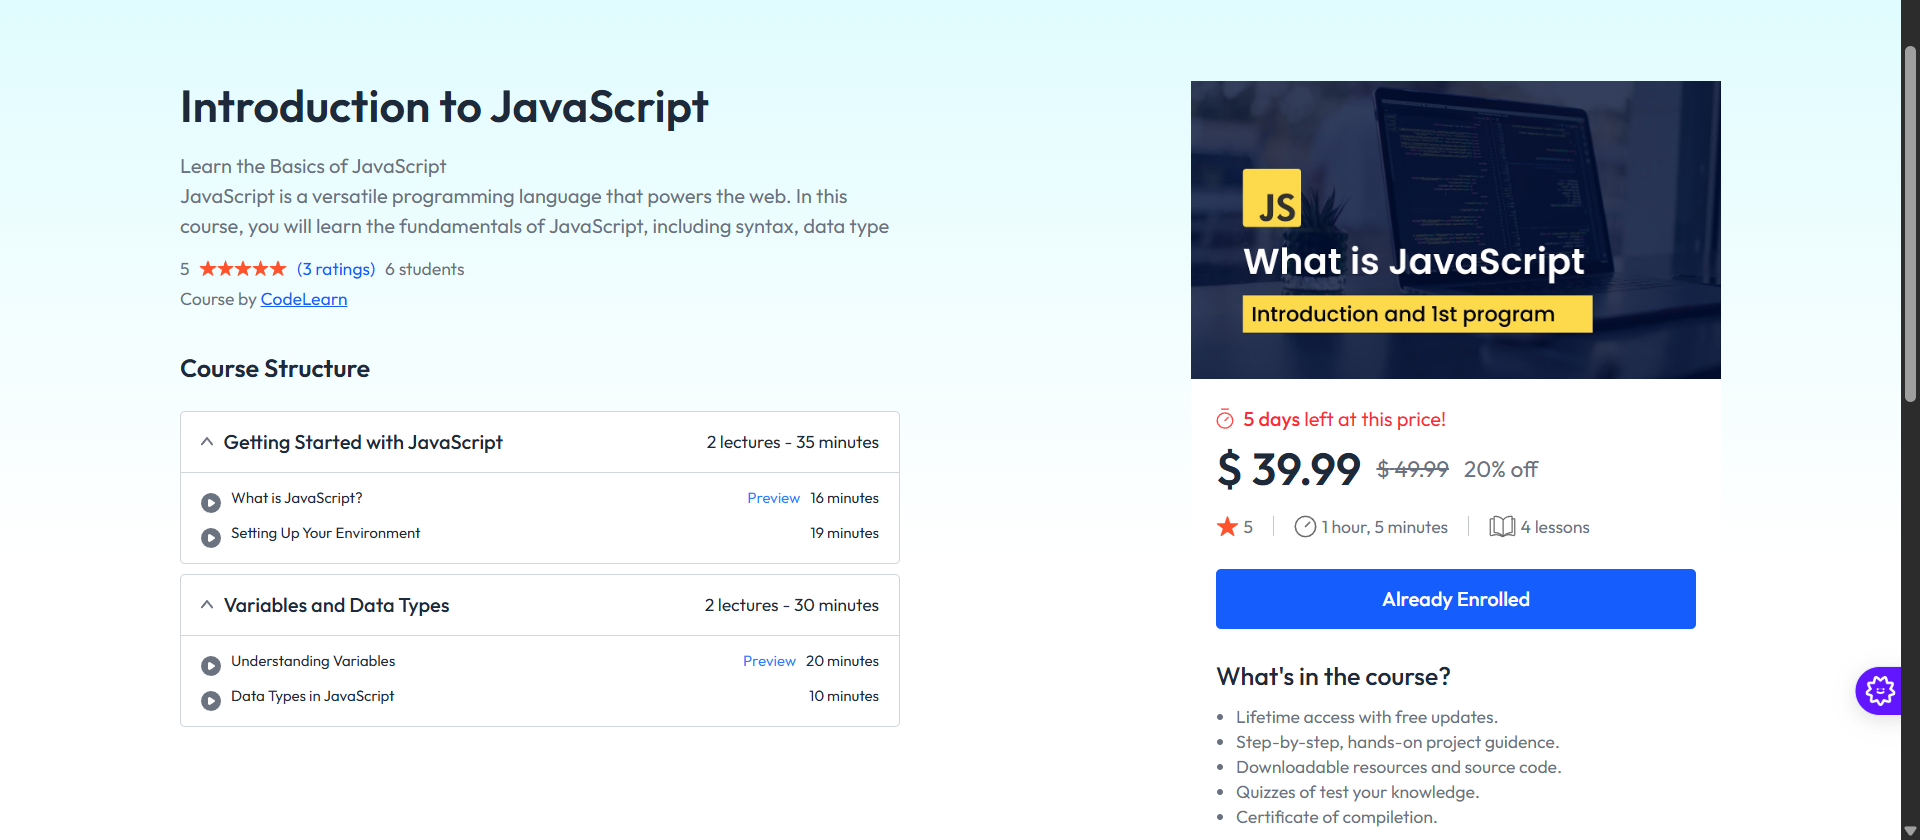 Introduction to JavaScript
Learn the Basics of JavaScript
JavaScript is a versatile programming language that powers the web. In this
course, you will learn the fundamentals of JavaScript, including syntax, data type
5 (3 ratings) 6 students
Course by CodeLearn
Course Structure
Getting Started with JavaScript 2 lectures - 35 minutes
What is JavaScript? Preview 16 minutes
Setting Up Your Environment 19 minutes
Variables and Data Types 2 lectures - 30 minutes
Understanding Variables Preview 20 minutes
Data Types in JavaScript 10 minutes
JS
What is JavaScript
Introduction and 1st program
5 days left at this price!
$ 39.99 $ 49.99 20% off
5 1 hour, 5 minutes 4 lessons
Already Enrolled
What's in the course?
Lifetime access with free updates.
Step-by-step, hands-on project guidence.
Downloadable resources and source code.
Quizzes of test your knowledge.
Certificate of compiletion.